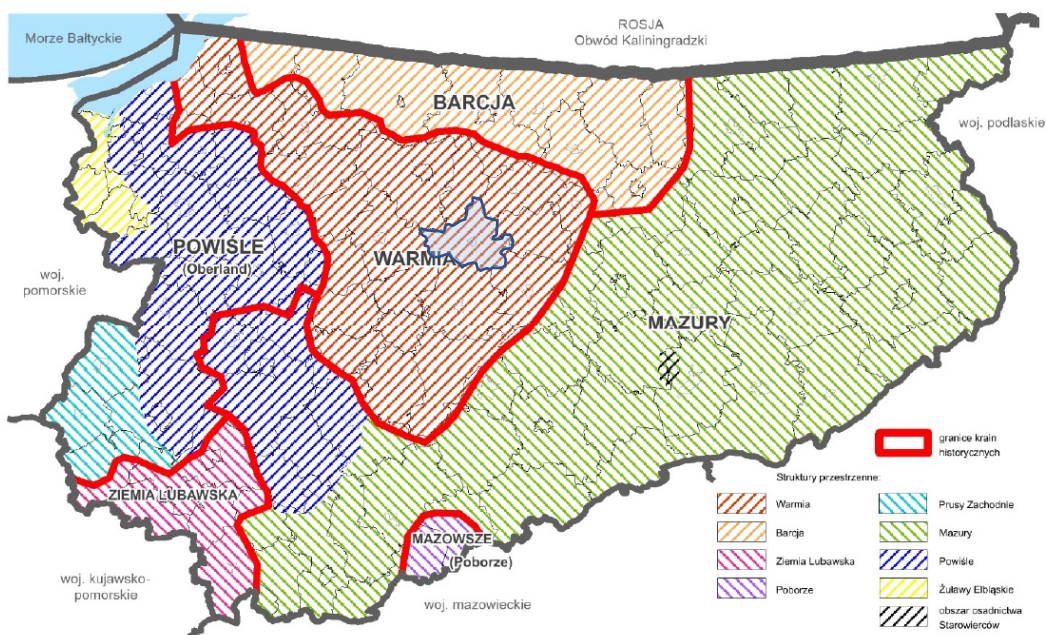 Morze Bałtyckie
ROSJA
Obwód Kaliningradzki
BARCJA
woj. podlaskie
POWIŚLE
(Oberland)
WARMIA
woj.
pomorskie
MAZURY
granice krain
historycznych
Struktury przestrzenne:
ZIEMIA LUBAWSKA
Warmia
Prusy Zachodnie
Barcja
Mazury
MAZOWSZE
(Poborze)
Ziemia Lubawska
Powiśle
woj. kujawsko-
pomorskie
Poborze
Żuławy Elbląskie
woj. mazowieckie
obszar osadnictwa
Starowierców